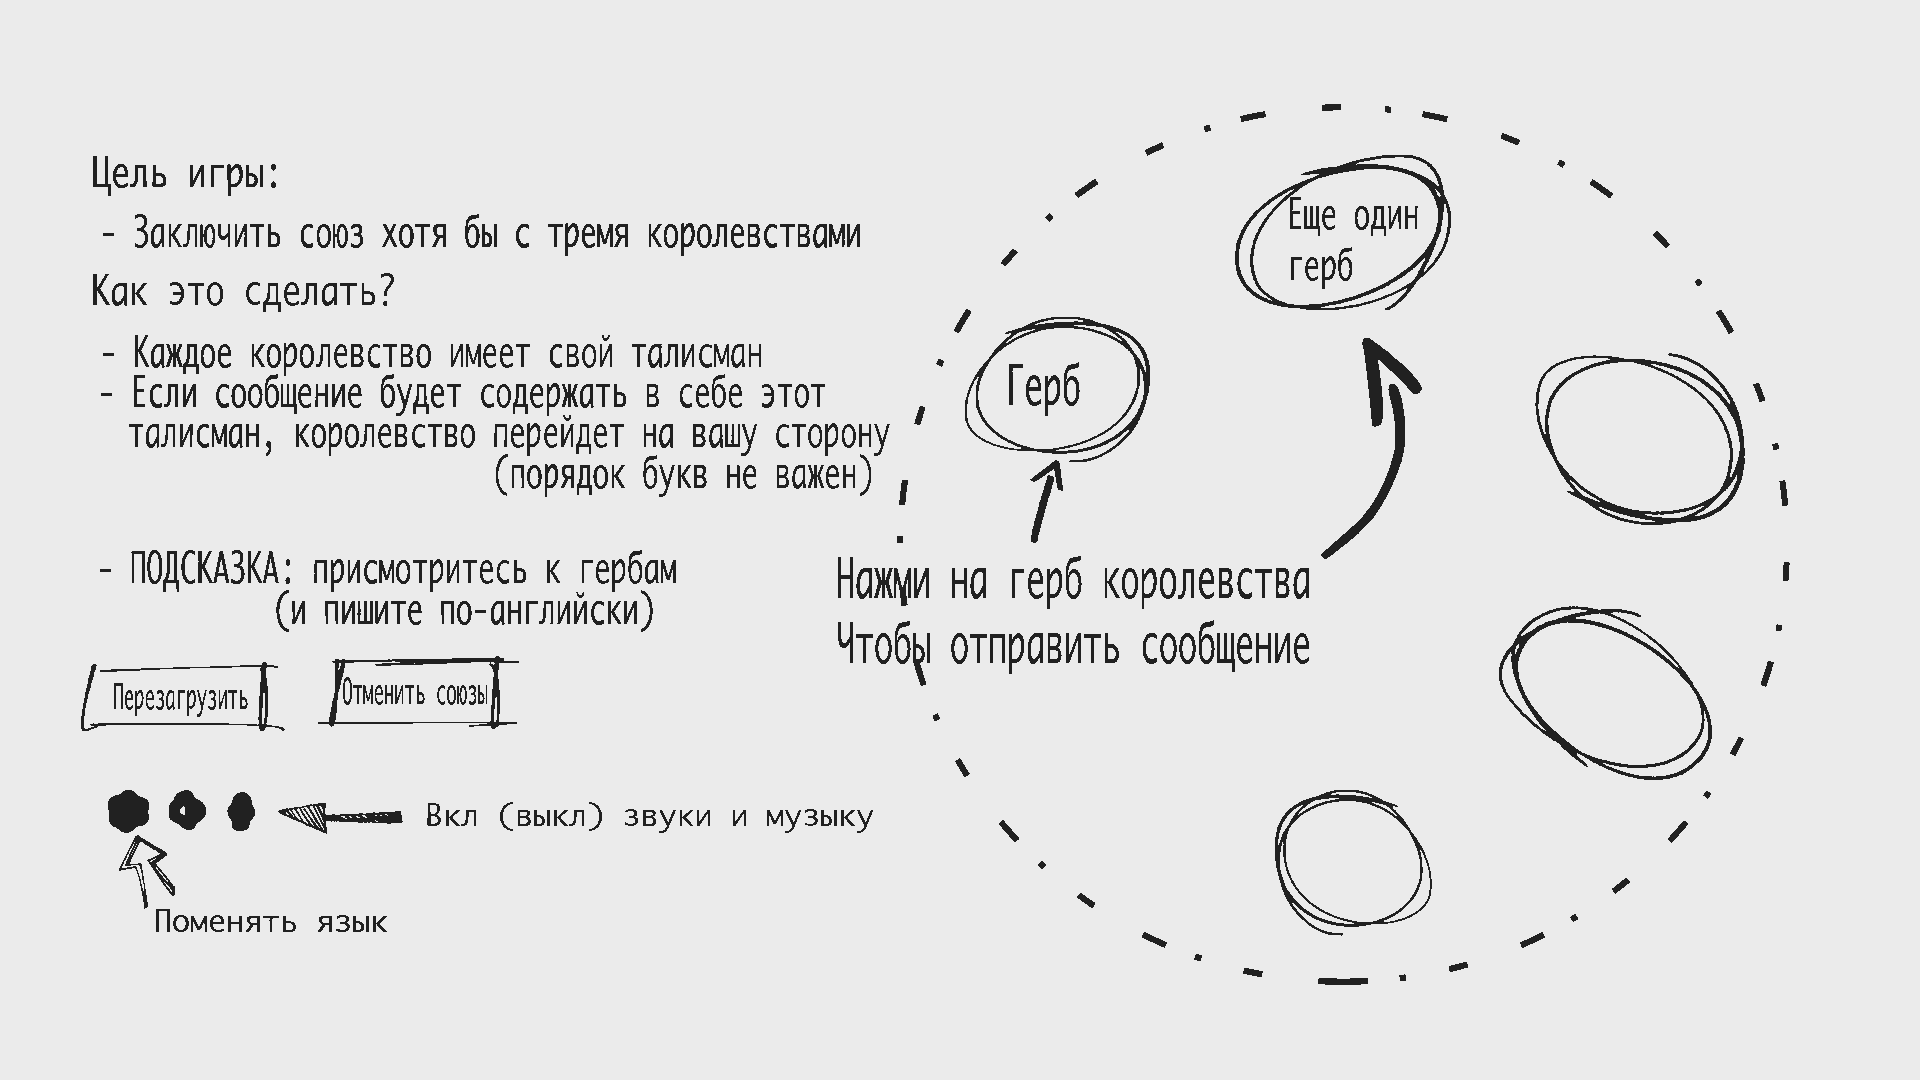 Цель игры:
- Заключить союз хотя бы с тремя королевствами
Как это сделать?
- Каждое королевство имеет свой талисман
- Если сообщение будет содержать в себе этот
талисман, королевство перейдет на вашу сторону
(порядок букв не важен)
- ПОДСКАЗКА: присмотритесь к гербам
(и пишите по-английски)
Перезагрузить
Отменить союзы
Вкл (выкл) звуки и музыку
Поменять язык
Еще один
герб
Герб
Нажми на герб королевства
Чтобы отправить сообщение